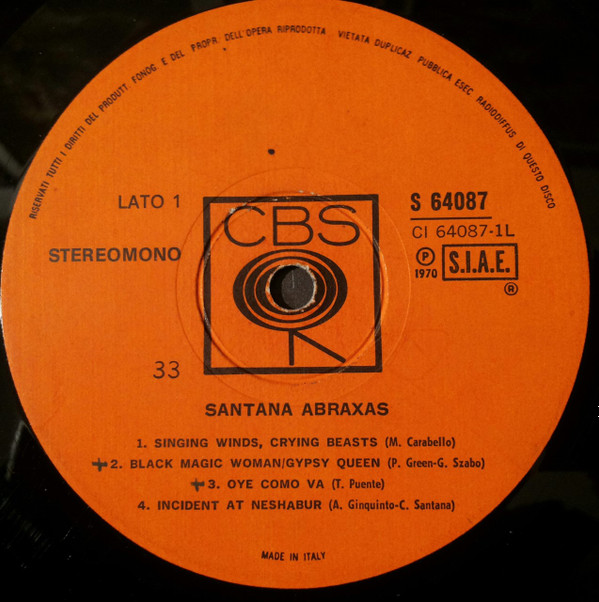 RISERVATI TUTTI I DIRITTI DEL PRODUTT. FONOG. E DEL PROPR. DELL'OPERA RIPRODOTTA VIETATA DUPLICAZ. PUBBLICA ESEC. RADIODIFFUS. DI QUESTO DISCO
LATO 1
S 64087
CBS
CI 64087-1L
STEREOMONO
P
1970
S.I.A.E.
R
33
SANTANA ABRAXAS
1. SINGING WINDS, CRYING BEASTS (M. Carabello)
+2. BLACK MAGIC WOMAN/GYPSY QUEEN (P. Green-G. Szabo)
+3. OYE COMO VA (T. Puente)
4. INCIDENT AT NESHABUR (A. Ginquinto-C. Santana)
MADE IN ITALY